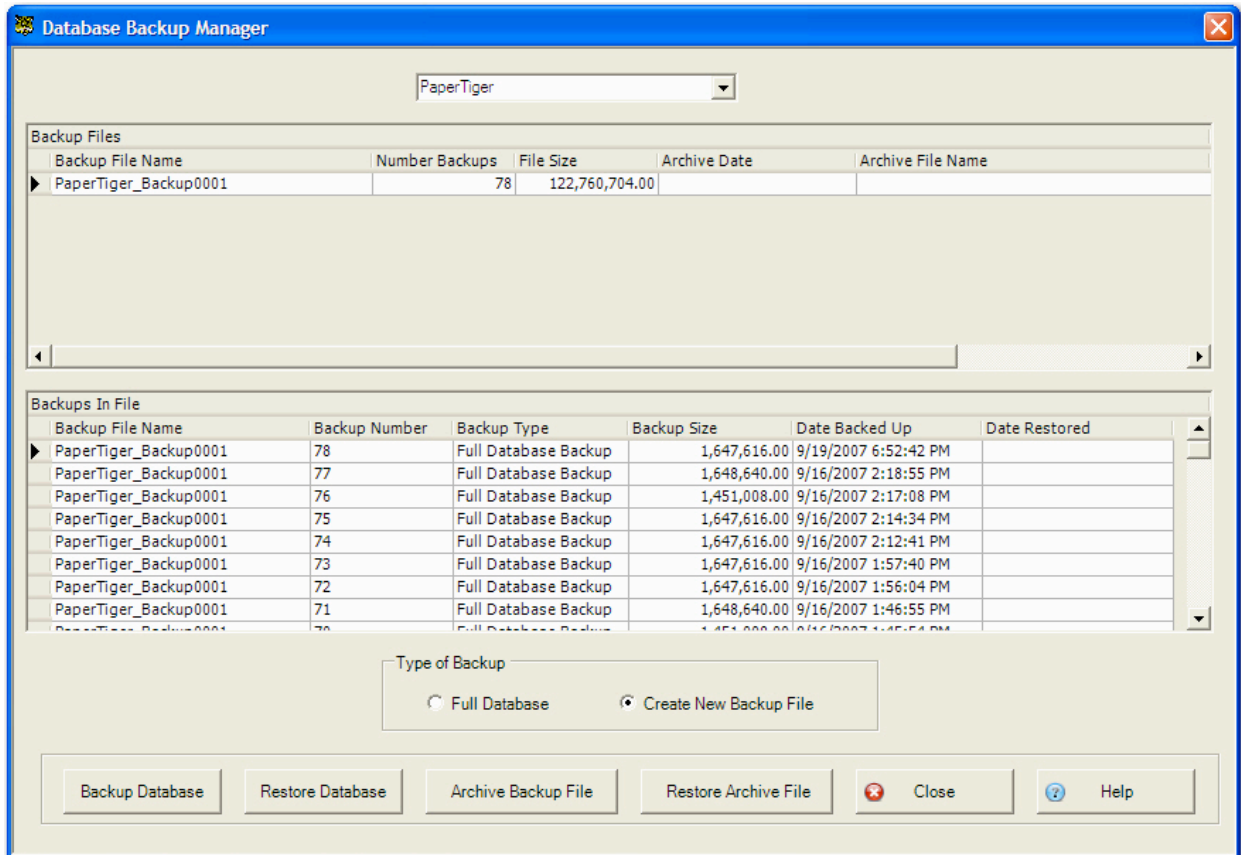 Database Backup Manager
PaperTiger
Backup Files
Backup File Name Number Backups File Size Archive Date Archive File Name
PaperTiger_Backup0001 78 122,760,704.00
Backups In File
Backup File Name Backup Number Backup Type Backup Size Date Backed Up Date Restored
PaperTiger_Backup0001 78 Full Database Backup 1,647,616.00 9/19/2007 6:52:42 PM
PaperTiger_Backup0001 77 Full Database Backup 1,648,640.00 9/16/2007 2:18:55 PM
PaperTiger_Backup0001 76 Full Database Backup 1,451,008.00 9/16/2007 2:17:08 PM
PaperTiger_Backup0001 75 Full Database Backup 1,647,616.00 9/16/2007 2:14:34 PM
PaperTiger_Backup0001 74 Full Database Backup 1,647,616.00 9/16/2007 2:12:41 PM
PaperTiger_Backup0001 73 Full Database Backup 1,647,616.00 9/16/2007 1:57:40 PM
PaperTiger_Backup0001 72 Full Database Backup 1,647,616.00 9/16/2007 1:56:04 PM
PaperTiger_Backup0001 71 Full Database Backup 1,648,640.00 9/16/2007 1:46:55 PM
Type of Backup
Full Database Create New Backup File
Backup Database Restore Database Archive Backup File Restore Archive File Close Help